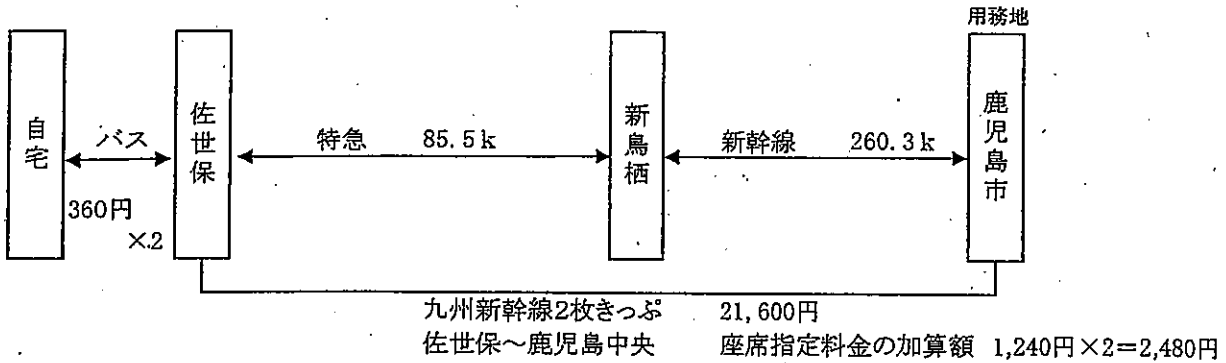 用務地
自宅
バス
360円
×2
佐世保
特急 85.5k
新鳥栖
新幹線 260.3k
鹿児島市
九州新幹線2枚きっぷ 21,600円
佐世保～鹿児島中央 座席指定料金の加算額 1,240円×2=2,480円